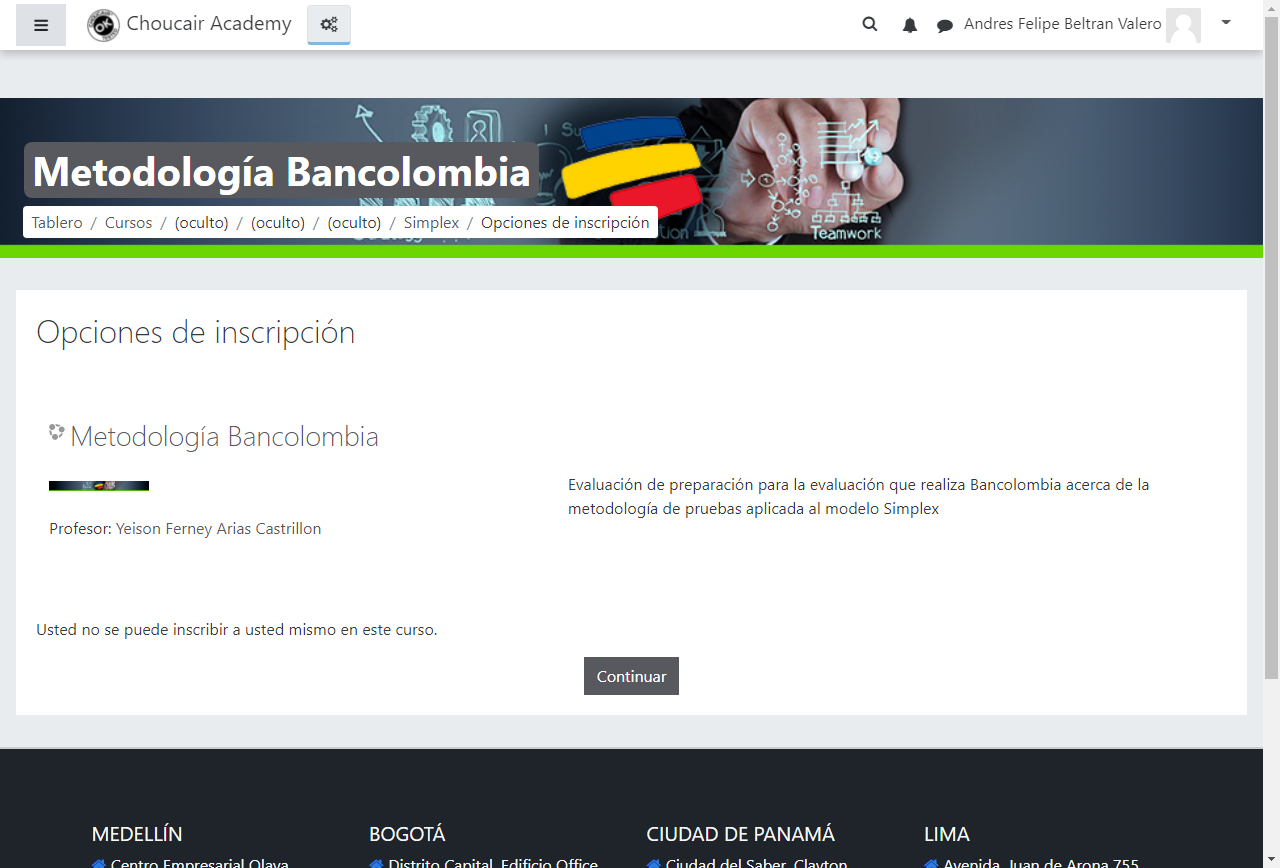 Choucair Academy
Andres Felipe Beltran Valero
Metodología Bancolombia
Tablero / Cursos / (oculto) / (oculto) / (oculto) / Simplex / Opciones de inscripción
Teamwork
Opciones de inscripción
Metodología Bancolombia
Evaluación de preparación para la evaluación que realiza Bancolombia acerca de la
metodología de pruebas aplicada al modelo Simplex
Profesor: Yeison Ferney Arias Castrillon
Usted no se puede inscribir a usted mismo en este curso.
Continuar
MEDELLÍN
BOGOTÁ
CIUDAD DE PANAMÁ
LIMA
Centro Empresarial Olaya
Distrito Capital, Edificio Office
Ciudad del Saber, Clayton
Avenida, Juan de Arona 755